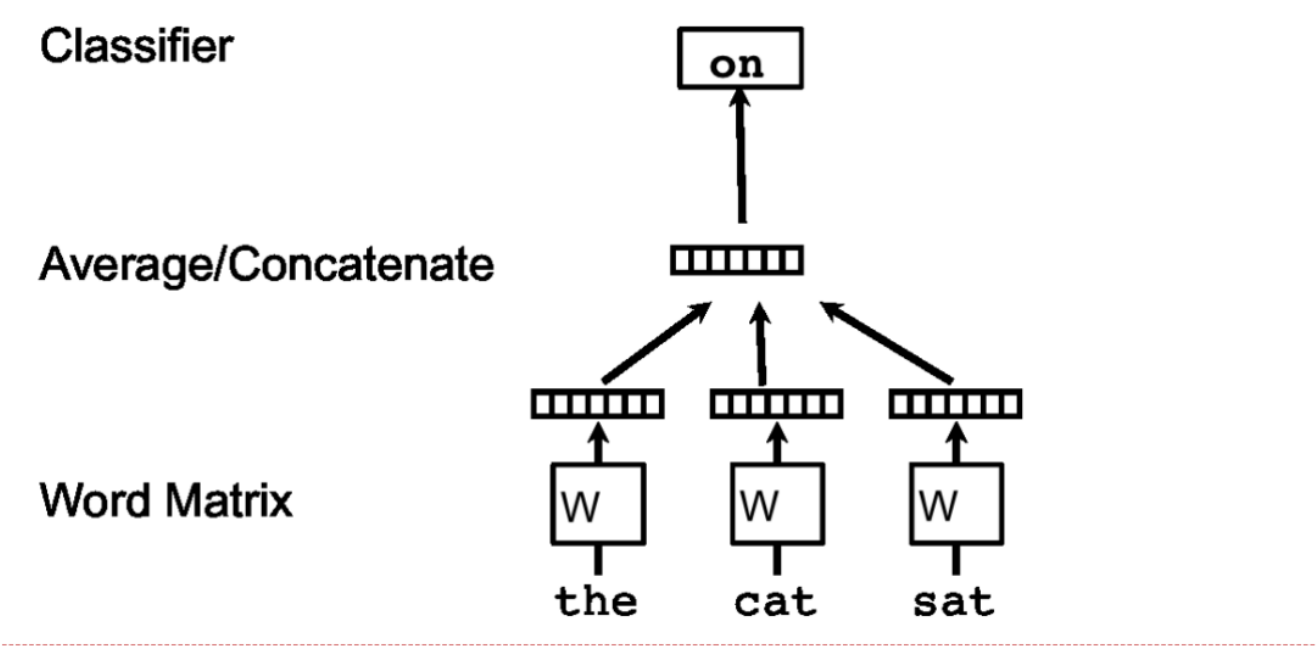 Classifier
on
Average/Concatenate
Word Matrix
W W W
the cat sat